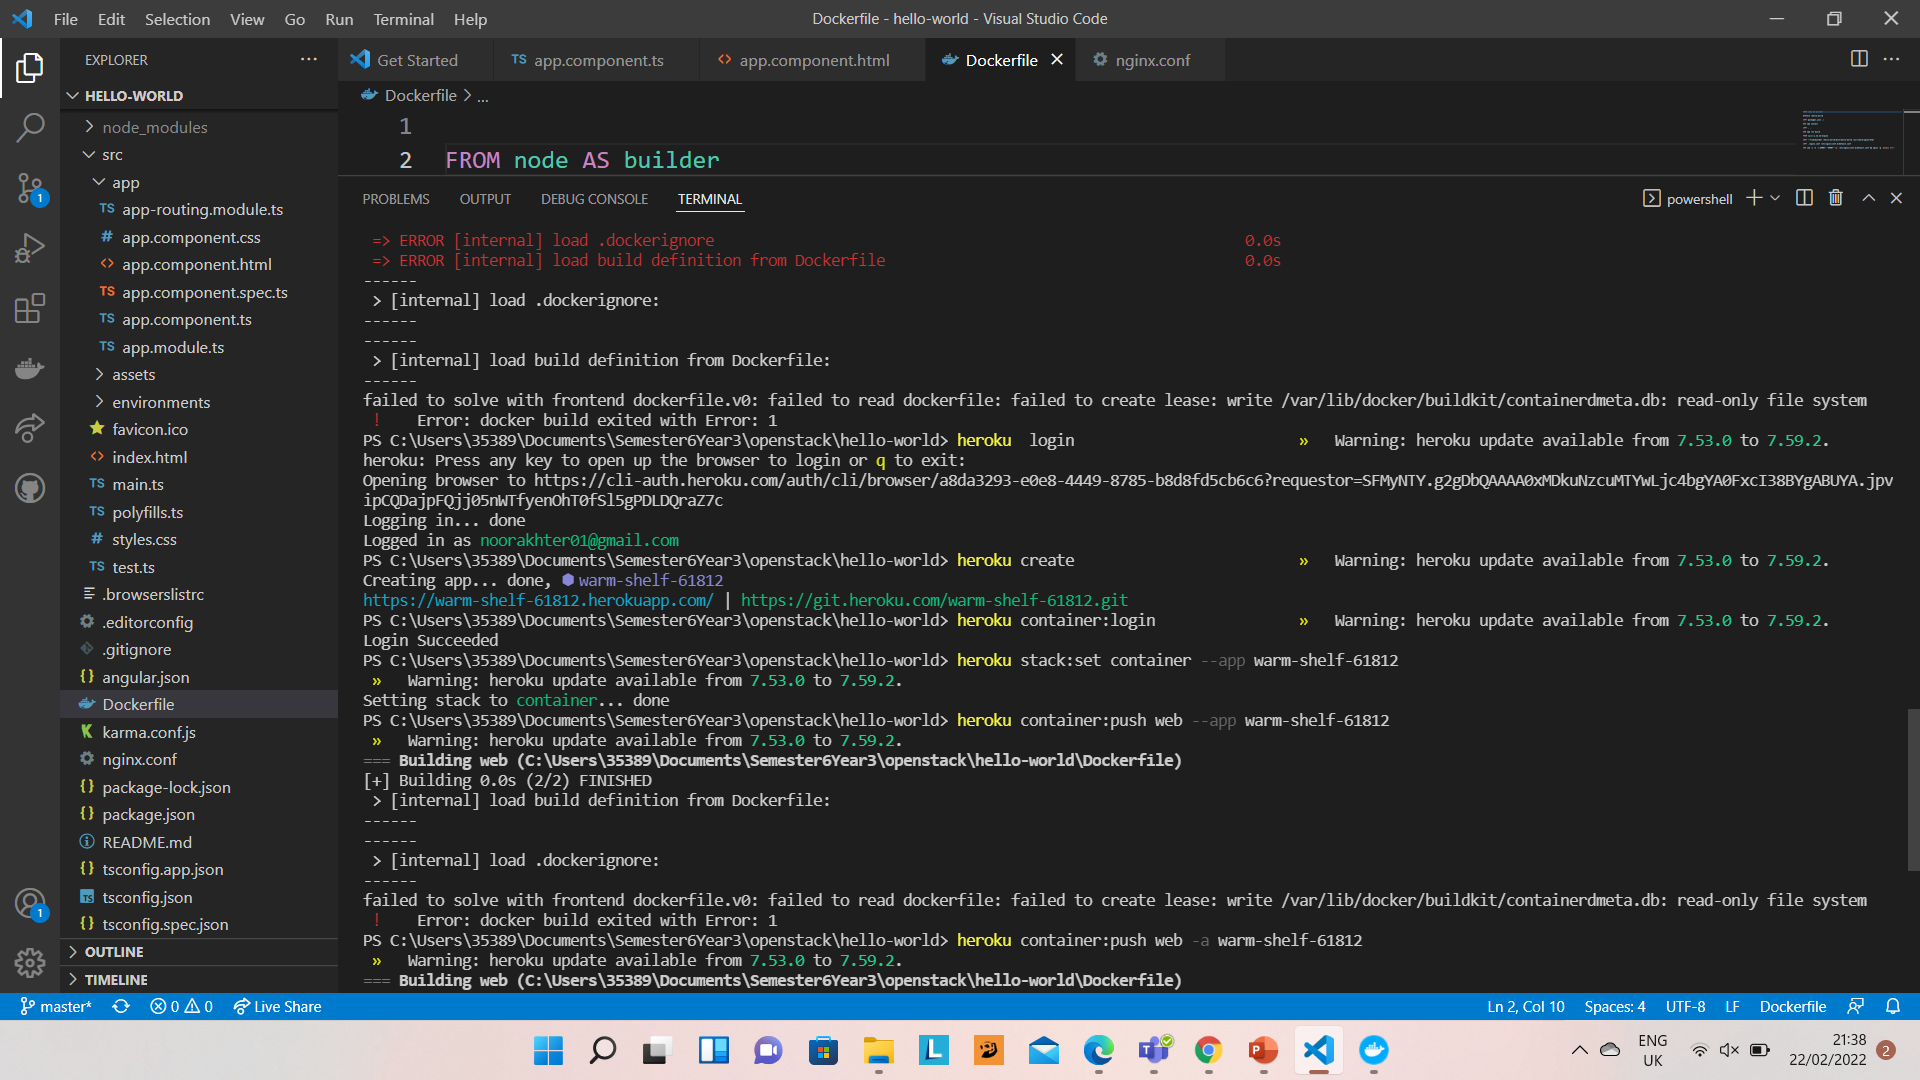 File Edit Selection View Go Run Terminal Help
Dockerfile - hello-world - Visual Studio Code
EXPLORER
HELLO-WORLD
node_modules
src
app
TS app-routing.module.ts
# app.component.css
<> app.component.html
TS app.component.spec.ts
TS app.component.ts
TS app.module.ts
assets
environments
favicon.ico
<> index.html
TS main.ts
TS polyfills.ts
# styles.css
TS test.ts
.browserslistrc
.editorconfig
.gitignore
{} angular.json
Dockerfile
karma.conf.js
nginx.conf
{} package-lock.json
{} package.json
README.md
{} tsconfig.app.json
TS tsconfig.json
{} tsconfig.spec.json
OUTLINE
TIMELINE
1
1
Get Started
TS app.component.ts
<> app.component.html
Dockerfile
nginx.conf
Dockerfile > ...
1
2 FROM node AS builder
PROBLEMS OUTPUT DEBUG CONSOLE TERMINAL
powershell
=> ERROR [internal] load .dockerignore 0.0s
=> ERROR [internal] load build definition from Dockerfile 0.0s
------
> [internal] load .dockerignore:
------
------
> [internal] load build definition from Dockerfile:
------
failed to solve with frontend dockerfile.v0: failed to read dockerfile: failed to create lease: write /var/lib/docker/buildkit/containerdmeta.db: read-only file system
! Error: docker build exited with Error: 1
PS C:\Users\35389\Documents\Semester6Year3\openstack\hello-world> heroku  login » Warning: heroku update available from 7.53.0 to 7.59.2.
heroku: Press any key to open up the browser to login or q to exit:
Opening browser to https://cli-auth.heroku.com/auth/cli/browser/a8da3293-e0e8-4449-8785-b8d8fd5cb6c6?requestor=SFMyNTY.g2gDbQAAAA0xMDkuNzcuMTYwLjc4bgYA0FxcI38BYgABUYA.jpv
ipCQDajpFQjj05nWTfyenOhT0fSl5gPDLDQraZ7c
Logging in... done
Logged in as noorakhter01@gmail.com
PS C:\Users\35389\Documents\Semester6Year3\openstack\hello-world> heroku create » Warning: heroku update available from 7.53.0 to 7.59.2.
Creating app... done, warm-shelf-61812
https://warm-shelf-61812.herokuapp.com/ | https://git.heroku.com/warm-shelf-61812.git
PS C:\Users\35389\Documents\Semester6Year3\openstack\hello-world> heroku container:login » Warning: heroku update available from 7.53.0 to 7.59.2.
Login Succeeded
PS C:\Users\35389\Documents\Semester6Year3\openstack\hello-world> heroku stack:set container --app warm-shelf-61812
» Warning: heroku update available from 7.53.0 to 7.59.2.
Setting stack to container... done
PS C:\Users\35389\Documents\Semester6Year3\openstack\hello-world> heroku container:push web --app warm-shelf-61812
» Warning: heroku update available from 7.53.0 to 7.59.2.
=== Building web (C:\Users\35389\Documents\Semester6Year3\openstack\hello-world\Dockerfile)
[+] Building 0.0s (2/2) FINISHED
> [internal] load build definition from Dockerfile:
------
------
> [internal] load .dockerignore:
------
failed to solve with frontend dockerfile.v0: failed to read dockerfile: failed to create lease: write /var/lib/docker/buildkit/containerdmeta.db: read-only file system
! Error: docker build exited with Error: 1
PS C:\Users\35389\Documents\Semester6Year3\openstack\hello-world> heroku container:push web -a warm-shelf-61812
» Warning: heroku update available from 7.53.0 to 7.59.2.
=== Building web (C:\Users\35389\Documents\Semester6Year3\openstack\hello-world\Dockerfile)
master* 0 0 Live Share
Ln 2, Col 10 Spaces: 4 UTF-8 LF Dockerfile
ENG
UK
21:38
22/02/2022
2